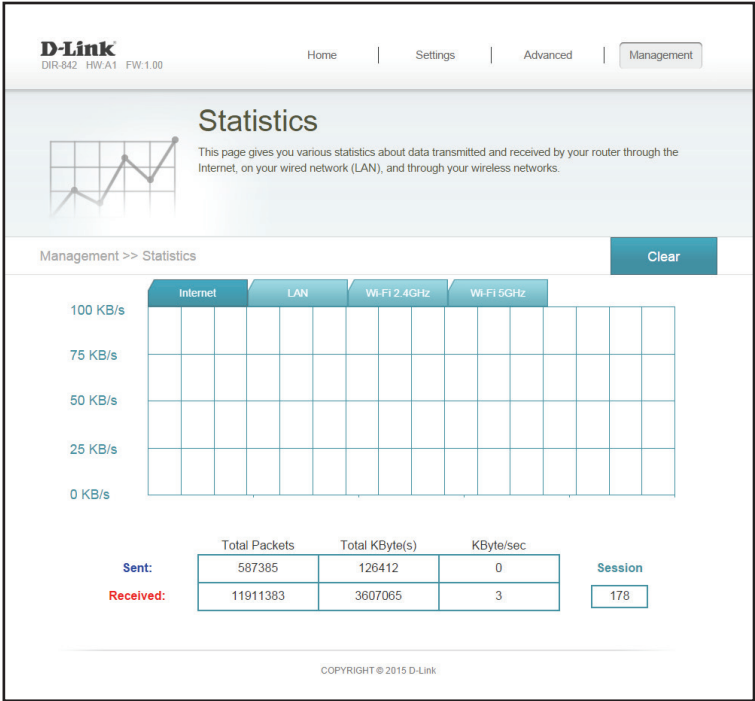 D-Link
DIR-842 HW:A1 FW:1.00
Home | Settings | Advanced | Management
Statistics
This page gives you various statistics about data transmitted and received by your router through the
Internet, on your wired network (LAN), and through your wireless networks.
Management >> Statistics
Clear
Internet LAN Wi-Fi 2.4GHz Wi-Fi 5GHz
100 KB/s
75 KB/s
50 KB/s
25 KB/s
0 KB/s
Total Packets Total KByte(s) KByte/sec
Sent: 587385 126412 0 Session
Received: 11911383 3607065 3 178
COPYRIGHT © 2015 D-Link